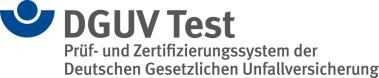 DGUV Test
Prüf- und Zertifizierungssystem der
Deutschen Gesetzlichen Unfallversicherung